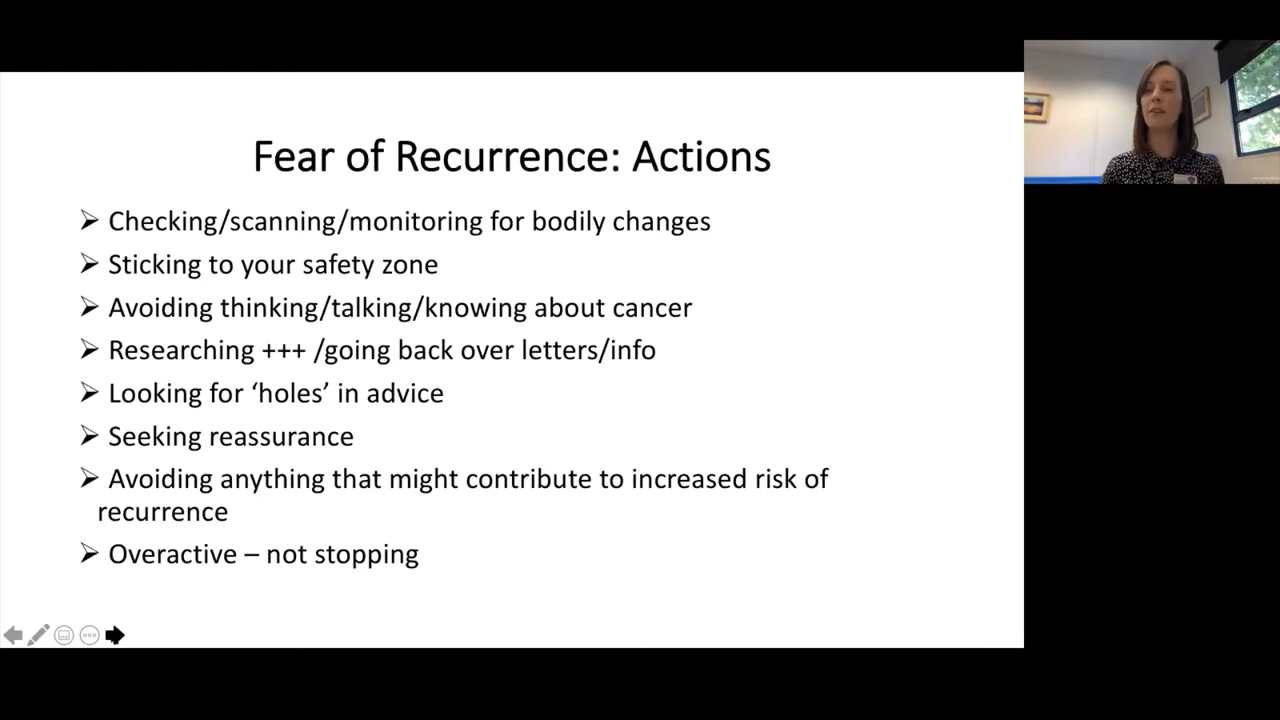 Fear of Recurrence: Actions
➢ Checking/scanning/monitoring for bodily changes
➢ Sticking to your safety zone
➢ Avoiding thinking/talking/knowing about cancer
➢ Researching +++ /going back over letters/info
➢ Looking for ‘holes’ in advice
➢ Seeking reassurance
➢ Avoiding anything that might contribute to increased risk of
recurrence
➢ Overactive – not stopping